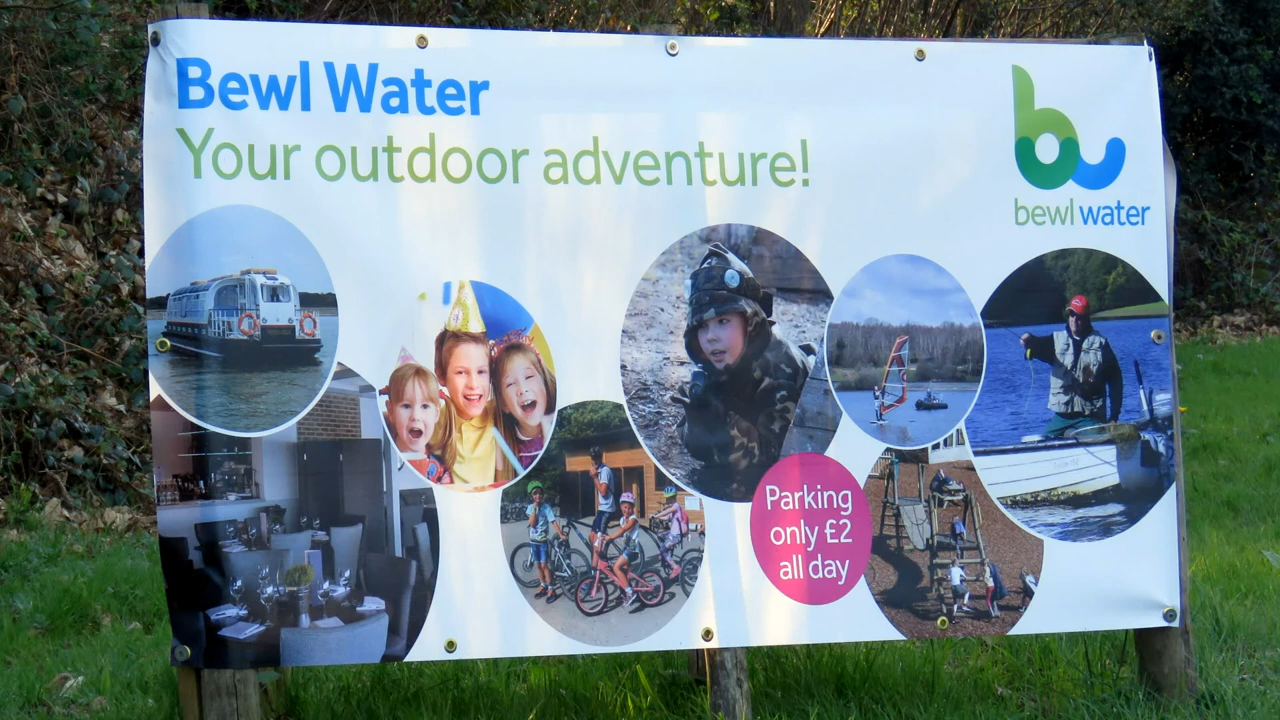 Bewl Water
Your outdoor adventure!
bewl water
Parking
only £2
all day